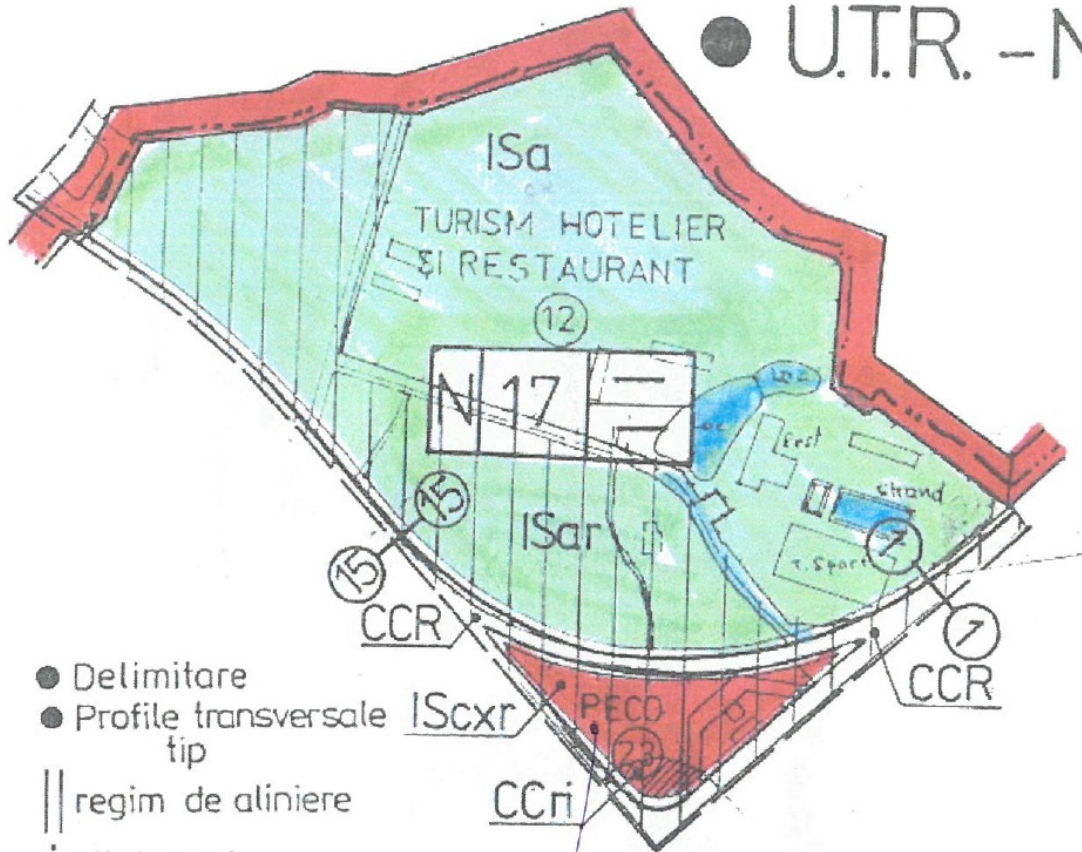 ● U.T.R. - N
ISa
TURISM HOTELIER
ȘI RESTAURANT
12
N 17
Rest
Strand
ISar
T. Sport
7
15
15
7
CCR
CCR
● Delimitare
● Profile transversale
tip
IScxr
PECO
23
regim de aliniere
CCri